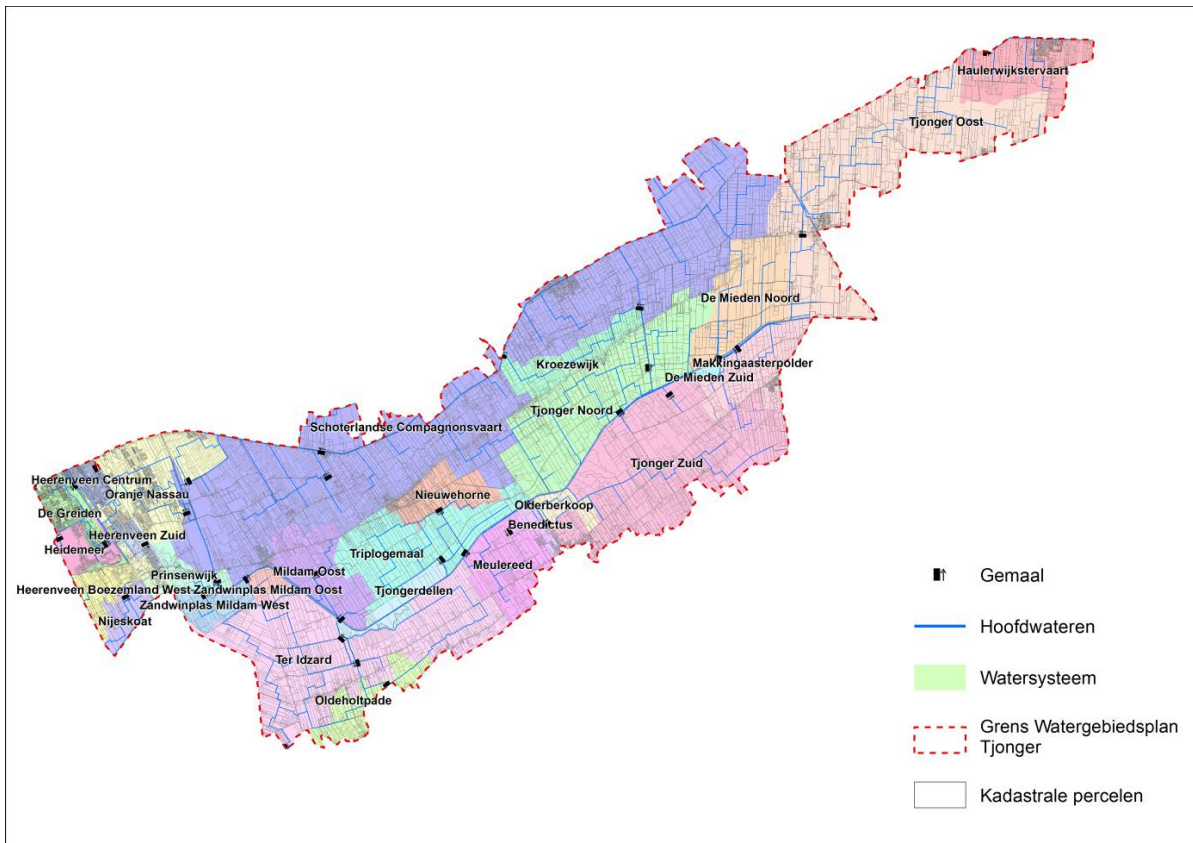 Haulerwijkstervaart
Tjonger Oost
De Mieden Noord
Makkingaasterpolder
Kroezewijk
De Mieden Zuid
Tjonger Noord
Schoterlandse Compagnonsvaart
Tjonger Zuid
Heerenveen Centrum
Oranje Nassau
Nieuwehorne
De Greiden
Olderberkoop
Benedictus
Heerenveen Zuid
Heidemeer
Triplogemaal
Meulereed
Mildam Oost
Prinsenwijk
Heerenveen Boezemland West Zandwinplas Mildam Oost
Tjongerdellen
Zandwinplas Mildam West
Nijeskoat
Ter Idzard
Oldeholtpade
Gemaal
Hoofdwateren
Watersysteem
Grens Watergebiedsplan
Tjonger
Kadastrale percelen